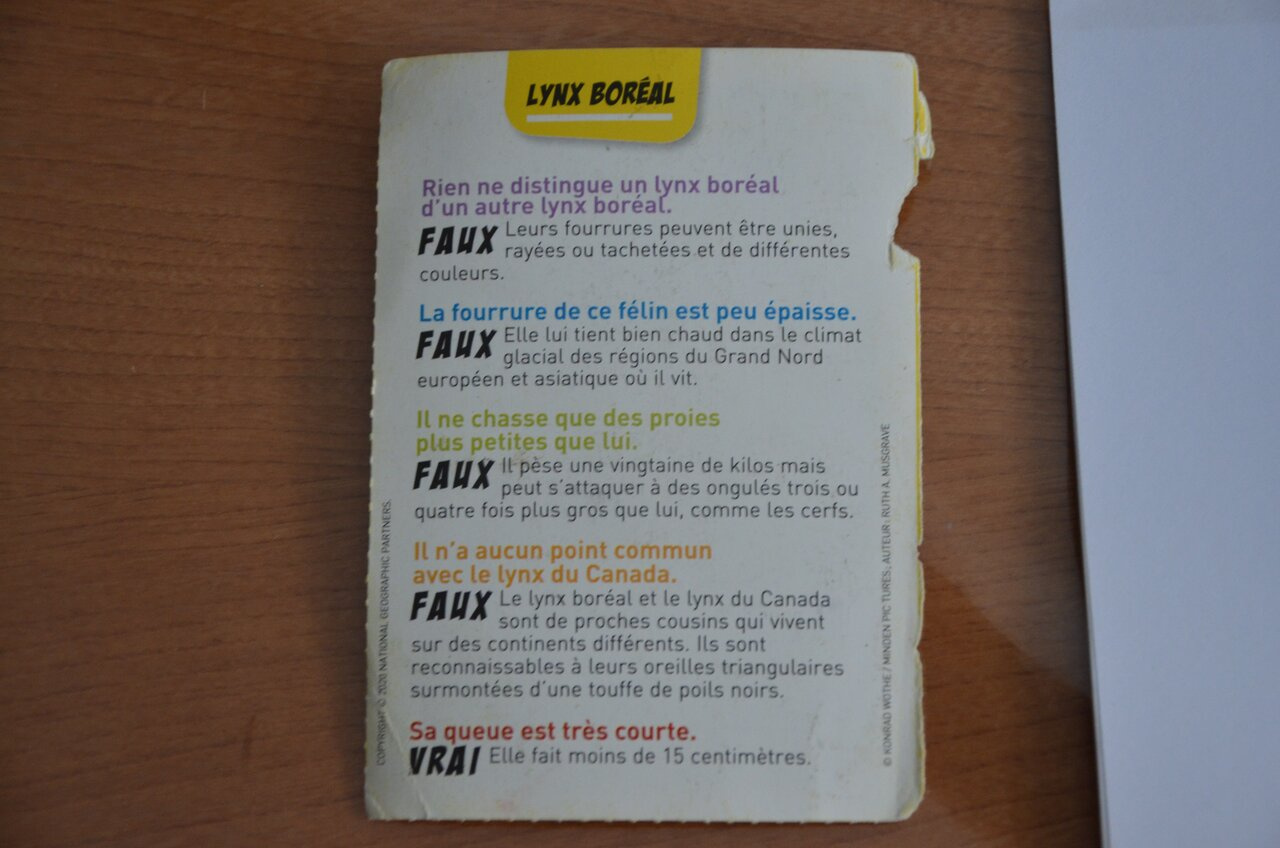 LYNX BORÉAL
Rien ne distingue un lynx boréal
d'un autre lynx boréal.
FAUX Leurs fourrures peuvent être unies,
rayées ou tachetées et de différentes
couleurs.
La fourrure de ce félin est peu épaisse.
FAUX Elle lui tient bien chaud dans le climat
glacial des régions du Grand Nord
européen et asiatique où il vit.
Il ne chasse que des proies
plus petites que lui.
FAUX Il pèse une vingtaine de kilos mais
peut s'attaquer à des ongulés trois ou
quatre fois plus gros que lui, comme les cerfs.
Il n'a aucun point commun
avec le lynx du Canada.
FAUX Le lynx boréal et le lynx du Canada
sont de proches cousins qui vivent
sur des continents différents. Ils sont
reconnaissables à leurs oreilles triangulaires
surmontées d'une touffe de poils noirs.
Sa queue est très courte.
VRAI Elle fait moins de 15 centimètres.
COPYRIGHT © 2020 NATIONAL GEOGRAPHIC PARTNERS.
© KONRAD WOTHE / MINDEN PICTURES; AUTEUR : RUTH A. MUSGRAVE